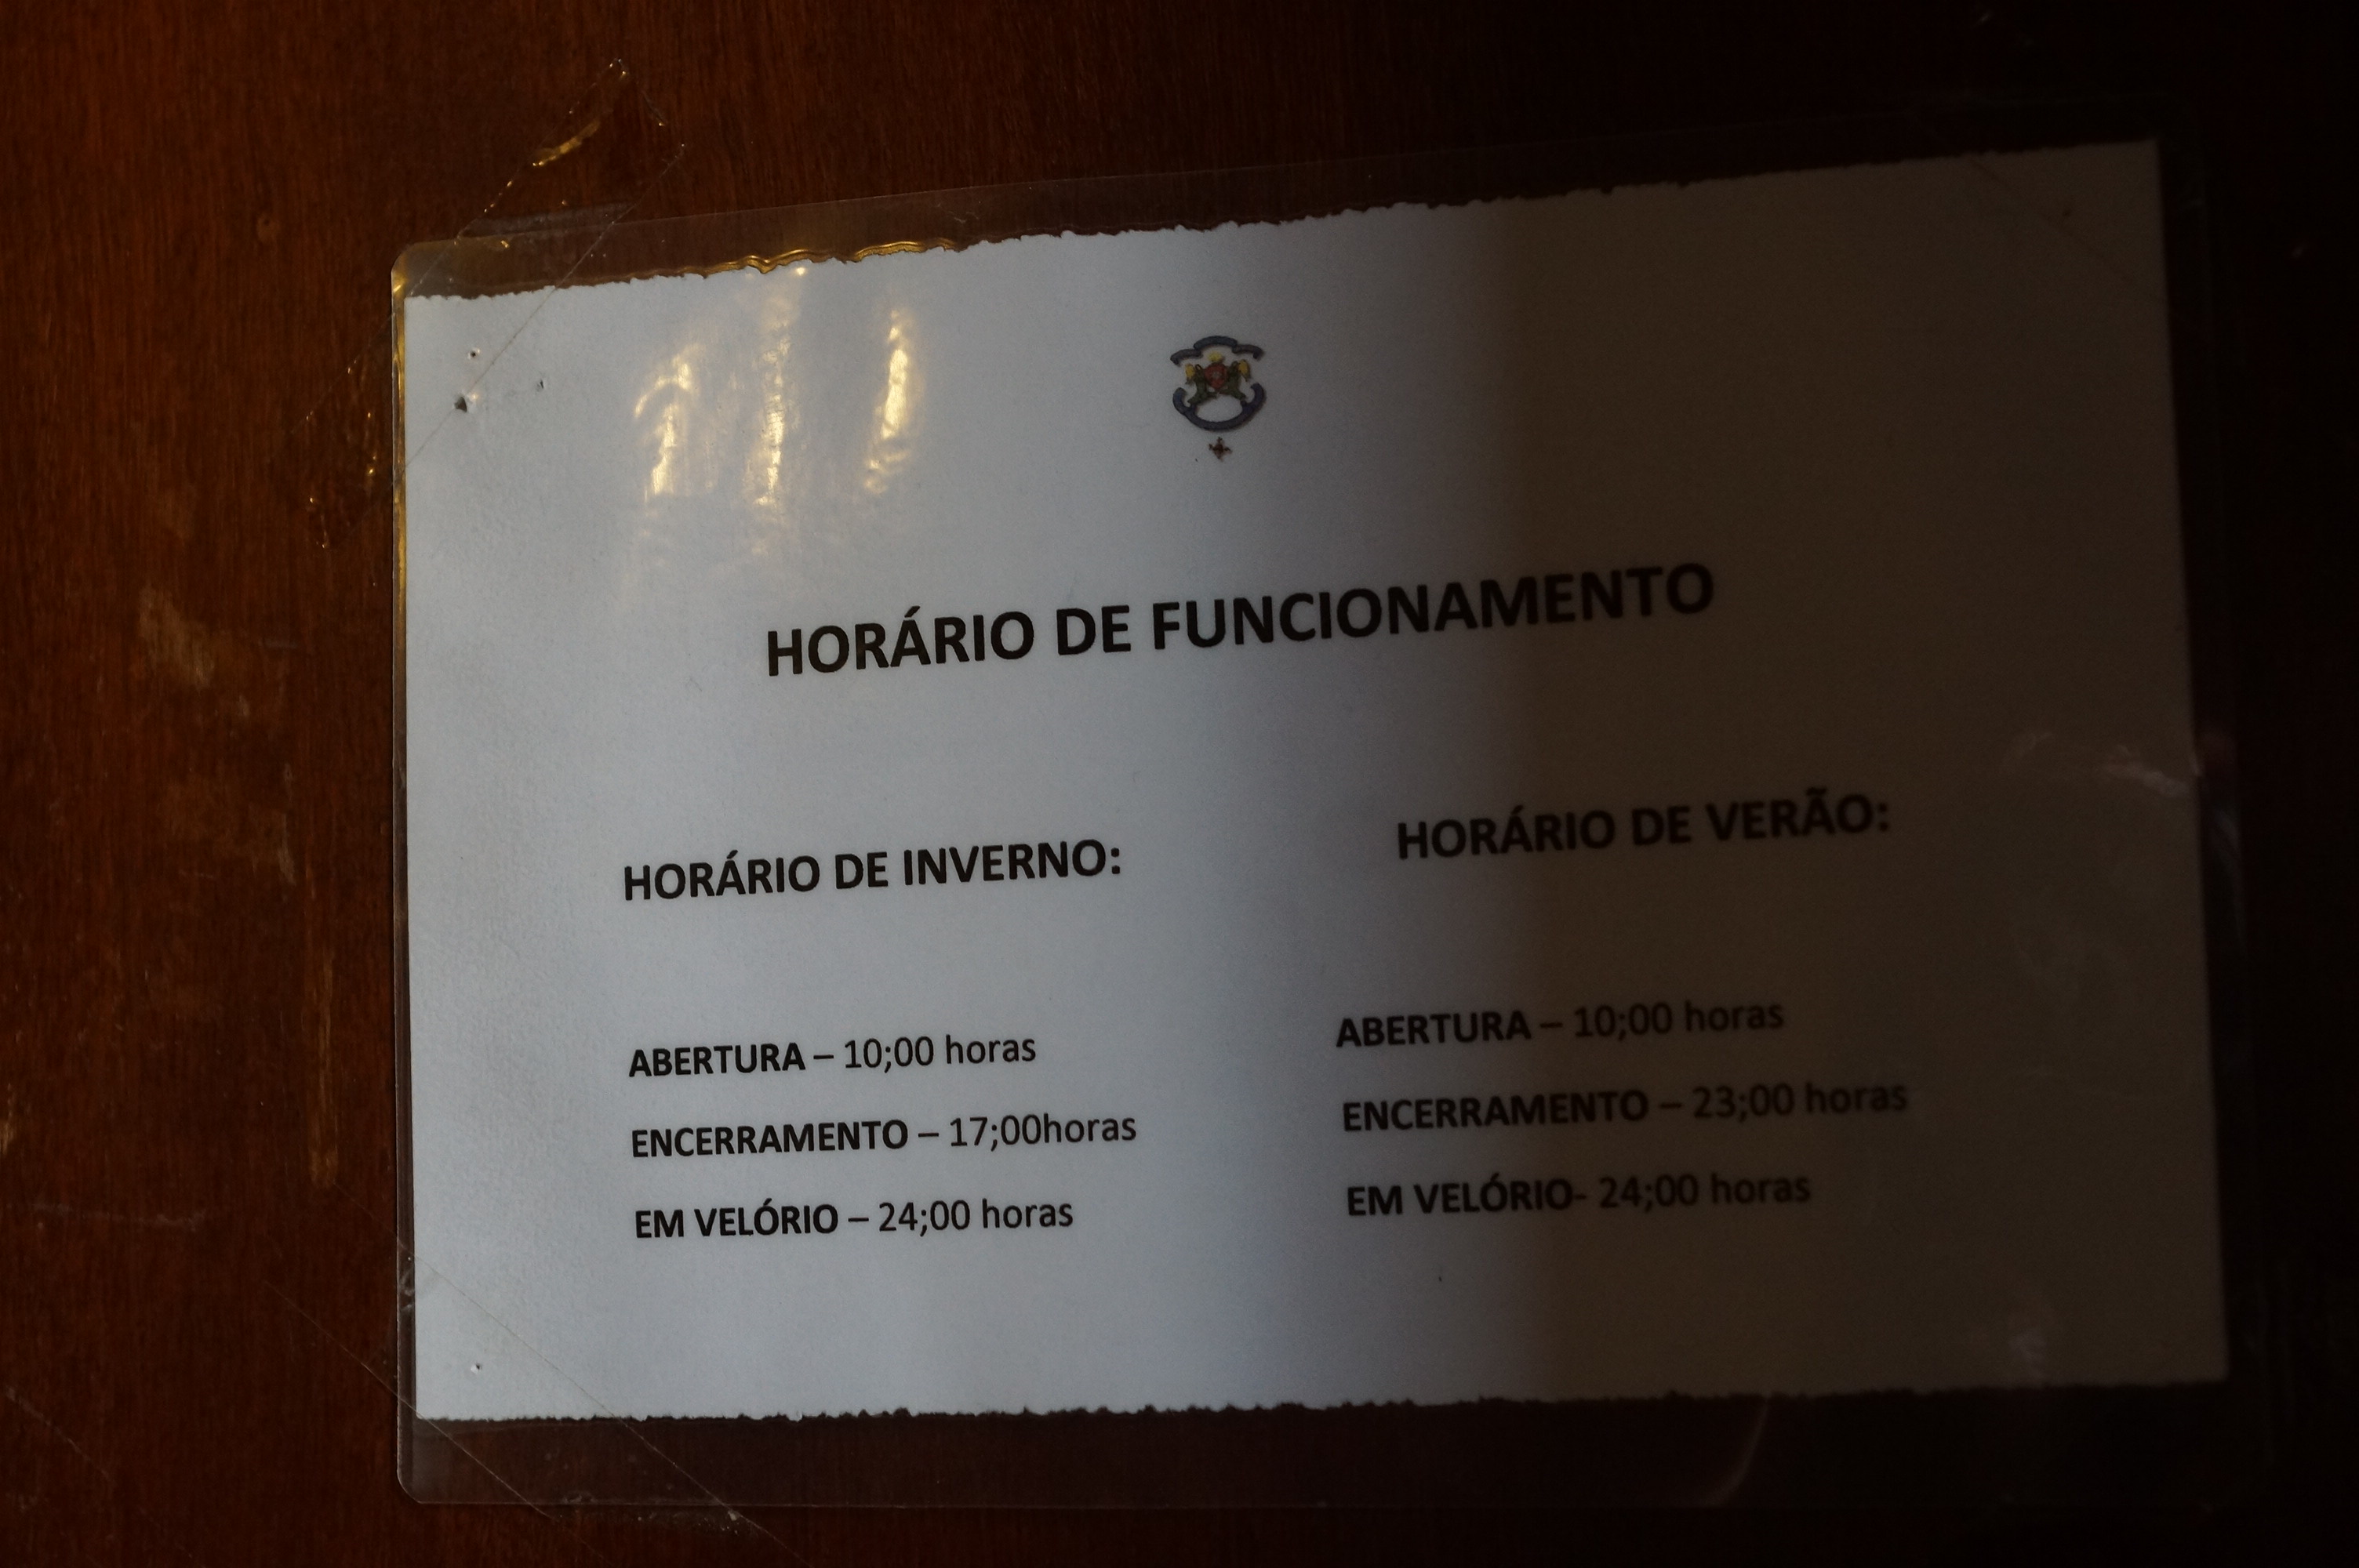 HORÁRIO DE FUNCIONAMENTO
HORÁRIO DE INVERNO:
ABERTURA – 10;00 horas
ENCERRAMENTO – 17;00horas
EM VELÓRIO – 24;00 horas
HORÁRIO DE VERÃO:
ABERTURA – 10;00 horas
ENCERRAMENTO – 23;00 horas
EM VELÓRIO- 24;00 horas